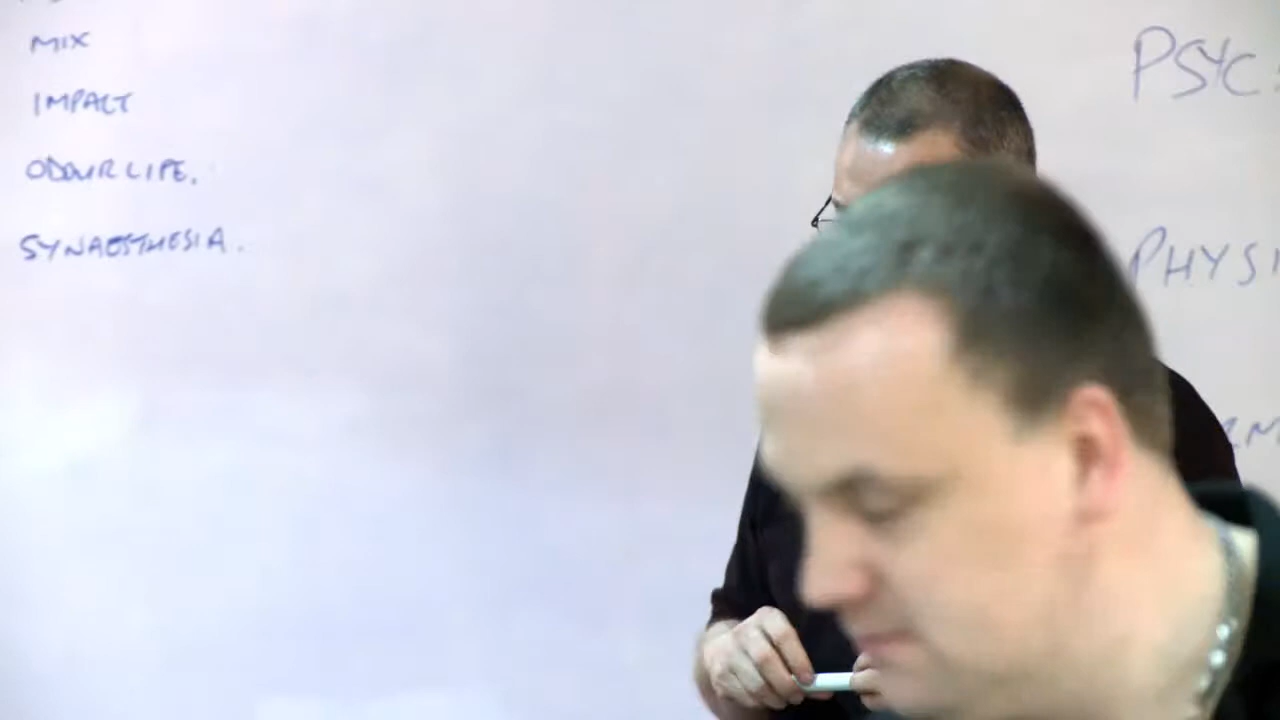 MIX
IMPACT
ODOUR LIFE.
SYNAESTHESIA.
PSYC
PHYSI